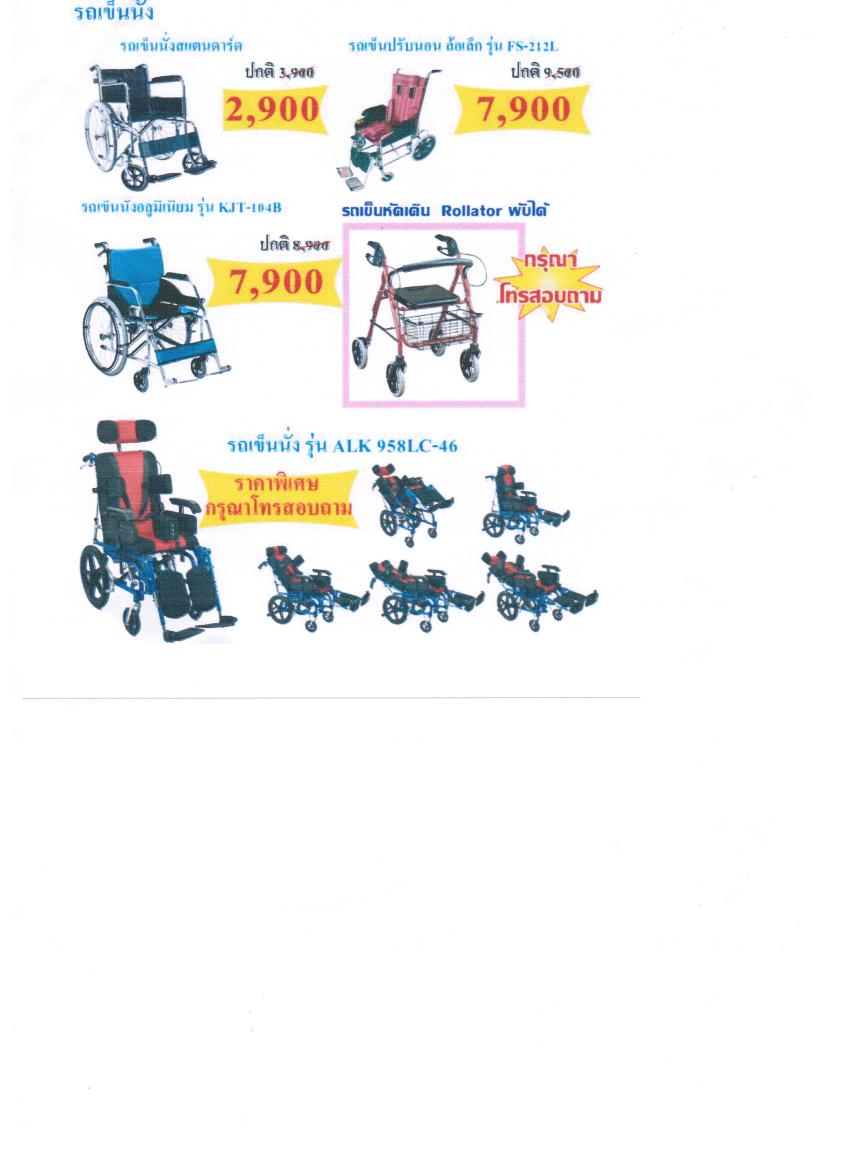 รถเข็นนั่ง
รถเข็นนั่งสแตนดาร์ด
ปกติ 3,900
2,900
รถเข็นปรับนอน ล้อเล็ก รุ่น FS-212L
ปกติ 9,500
7,900
รถเข็นนั่งอลูมิเนียม รุ่น KJT-104B
ปกติ 8,900
7,900
รถเข็นหัดเดิน Rollator พับได้
กรุณา
โทรสอบถาม
รถเข็นนั่ง รุ่น ALK 958LC-46
ราคาพิเศษ
กรุณาโทรสอบถาม